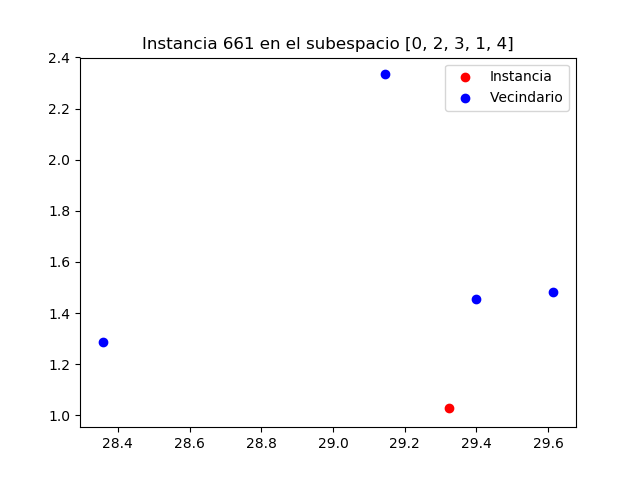 Instancia 661 en el subespacio [0, 2, 3, 1, 4]
Instancia
Vecindario
2.4
2.2
2.0
1.8
1.6
1.4
1.2
1.0
28.4 28.6 28.8 29.0 29.2 29.4 29.6